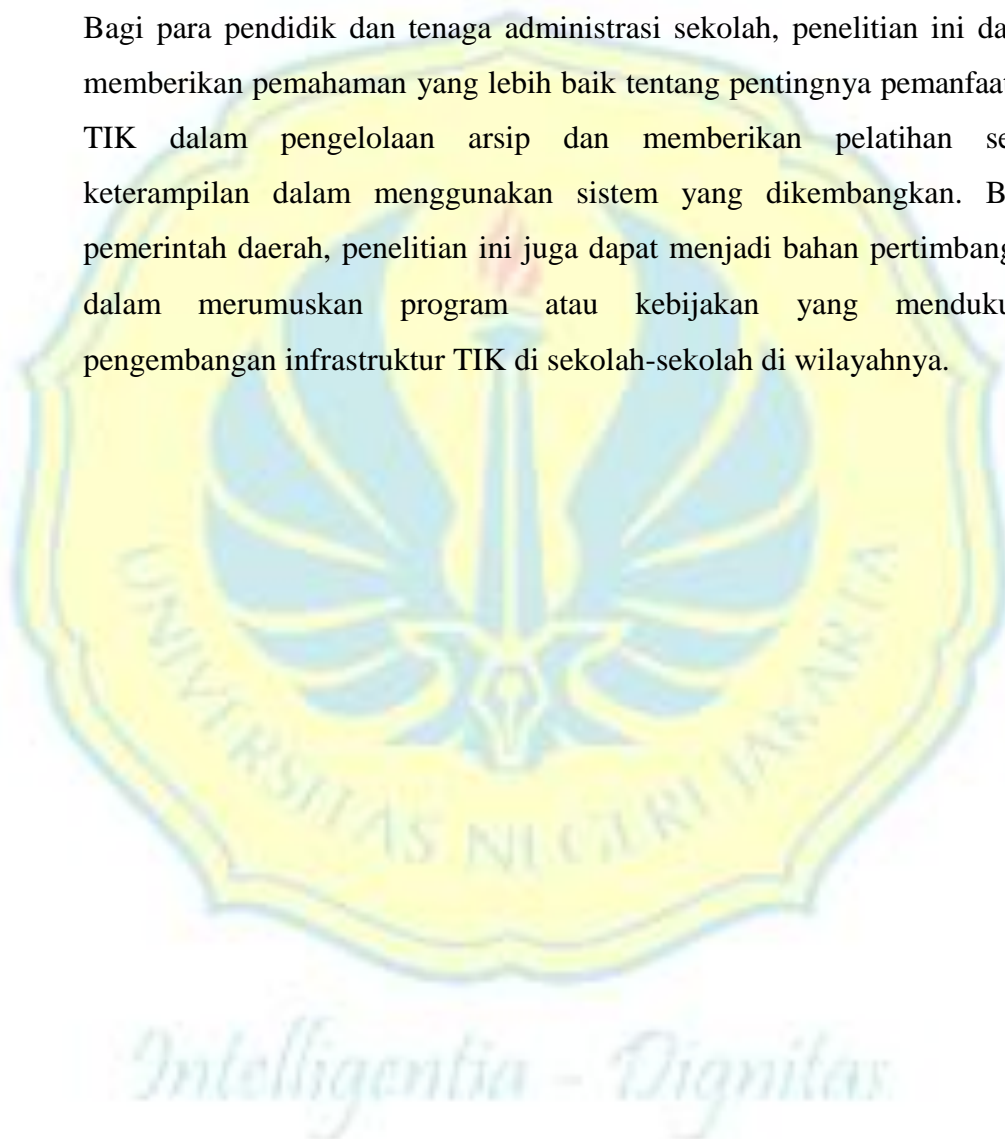 Bagi para pendidik dan tenaga administrasi sekolah, penelitian ini da
memberikan pemahaman yang lebih baik tentang pentingnya pemanfaat
TIK dalam pengelolaan arsip dan memberikan pelatihan se
keterampilan dalam menggunakan sistem yang dikembangkan. B
pemerintah daerah, penelitian ini juga dapat menjadi bahan pertimbang
dalam merumuskan program atau kebijakan yang menduku
pengembangan infrastruktur TIK di sekolah-sekolah di wilayahnya.
UNIVERSITAS NEGERI JAKARTA
Intelligentia - Dignitas